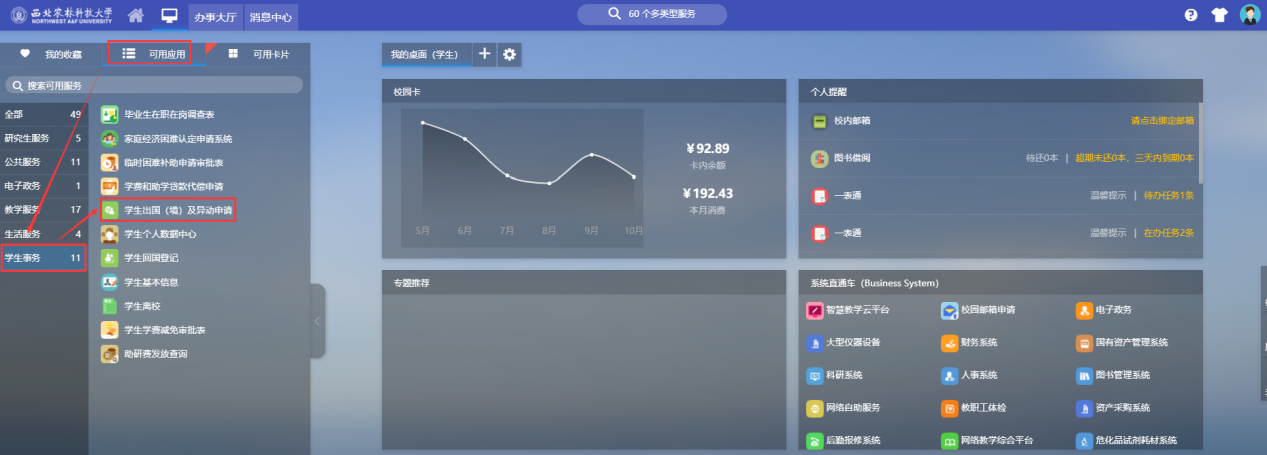 西北农林科技大学
NORTHWEST A&F UNIVERSITY
办事大厅
消息中心
60 个多类型服务
我的收藏
可用应用
可用卡片
搜索可用服务
全部 49
研究生服务 5
公共服务 11
电子政务 1
教学服务 17
生活服务 4
学生事务 11
毕业生在职在岗调查表
家庭经济困难认定申请系统
临时困难补助申请审批表
学费和助学贷款代偿申请
学生出国（境）及异动申请
学生个人数据中心
学生回国登记
学生基本信息
学生离校
学生学费减免审批表
助研费发放查询
我的桌面（学生）
校园卡
5月 6月 7月 8月 9月 10月
¥92.89
卡内余额
¥192.43
本月消费
个人提醒
校内邮箱 请点击绑定邮箱
图书借阅 待还0本 | 超期未还0本，三天内到期0本
一表通 温馨提示 | 待办任务1条
一表通 温馨提示 | 在办任务2条
专题推荐
系统直通车（Business System）
智慧教学云平台 校园邮箱申请 电子政务
大型仪器设备 财务系统 国有资产管理系统
科研系统 人事系统 图书管理系统
网络自助服务 教职工体检 资产采购系统
后勤报修系统 网络教学综合平台 危化品试剂耗材系统